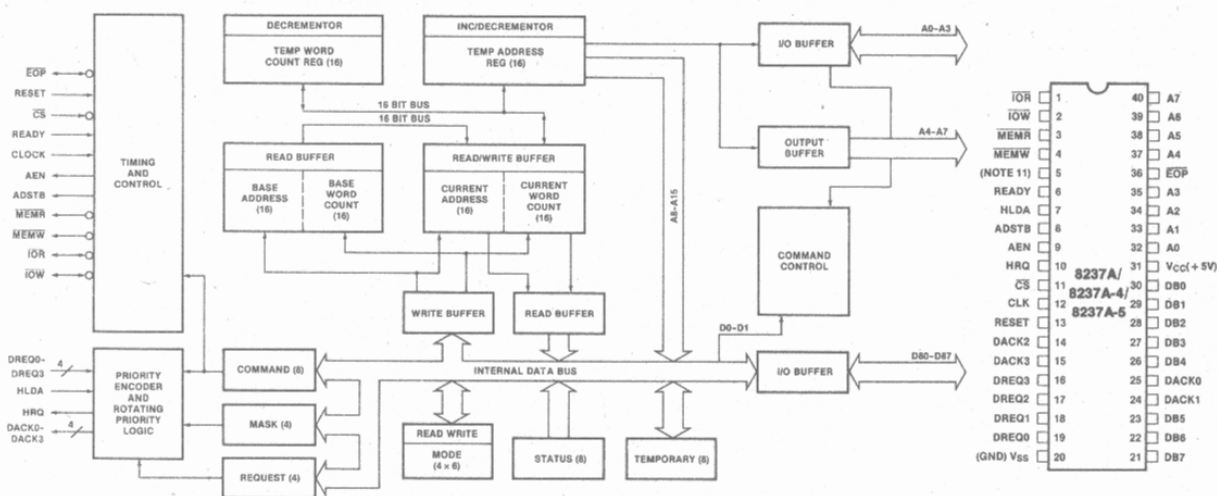 EOP
RESET
CS
READY
CLOCK
AEN
ADSTB
MEMR
MEMW
IOR
IOW
TIMING
AND
CONTROL
DREQ0-
DREQ3
4
HLDA
HRQ
DACK0-
DACK3
4
PRIORITY
ENCODER
AND
ROTATING
PRIORITY
LOGIC
DECREMENTOR
TEMP WORD
COUNT REG (16)
INC/DECREMENTOR
TEMP ADDRESS
REG (16)
16 BIT BUS
16 BIT BUS
READ BUFFER
BASE
ADDRESS
(16)
BASE
WORD
COUNT
(16)
READ/WRITE BUFFER
CURRENT
ADDRESS
(16)
CURRENT
WORD
COUNT
(16)
WRITE BUFFER
READ BUFFER
COMMAND (8)
MASK (4)
REQUEST (4)
INTERNAL DATA BUS
READ WRITE
MODE
(4 × 6)
STATUS (8)
TEMPORARY (8)
A8-A15
D0-D1
I/O BUFFER
A0-A3
OUTPUT
BUFFER
A4-A7
COMMAND
CONTROL
I/O BUFFER
D80-D87
IOR 1
IOW 2
MEMR 3
MEMW 4
(NOTE 11) 5
READY 6
HLDA 7
ADSTB 8
AEN 9
HRQ 10
CS 11
CLK 12
RESET 13
DACK2 14
DACK3 15
DREQ3 16
DREQ2 17
DREQ1 18
DREQ0 19
(GND) VSS 20
8237A/
8237A-4/
8237A-5
40 A7
39 A6
38 A5
37 A4
36 EOP
35 A3
34 A2
33 A1
32 A0
31 VCC(+5V)
30 DB0
29 DB1
28 DB2
27 DB3
26 DB4
25 DACK0
24 DACK1
23 DB5
22 DB6
21 DB7